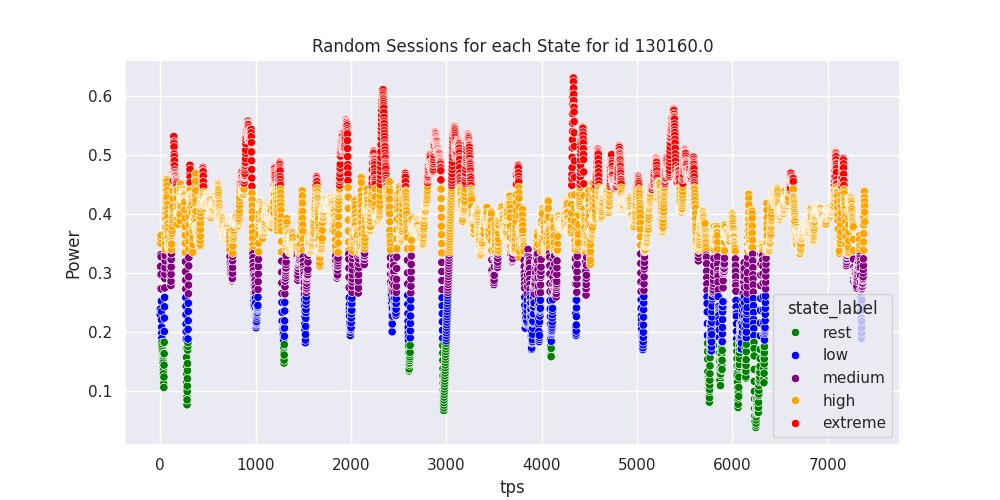 Random Sessions for each State for id 130160.0
Power
0.6
0.5
0.4
0.3
0.2
0.1
state_label
rest
low
medium
high
extreme
0 1000 2000 3000 4000 5000 6000 7000
tps